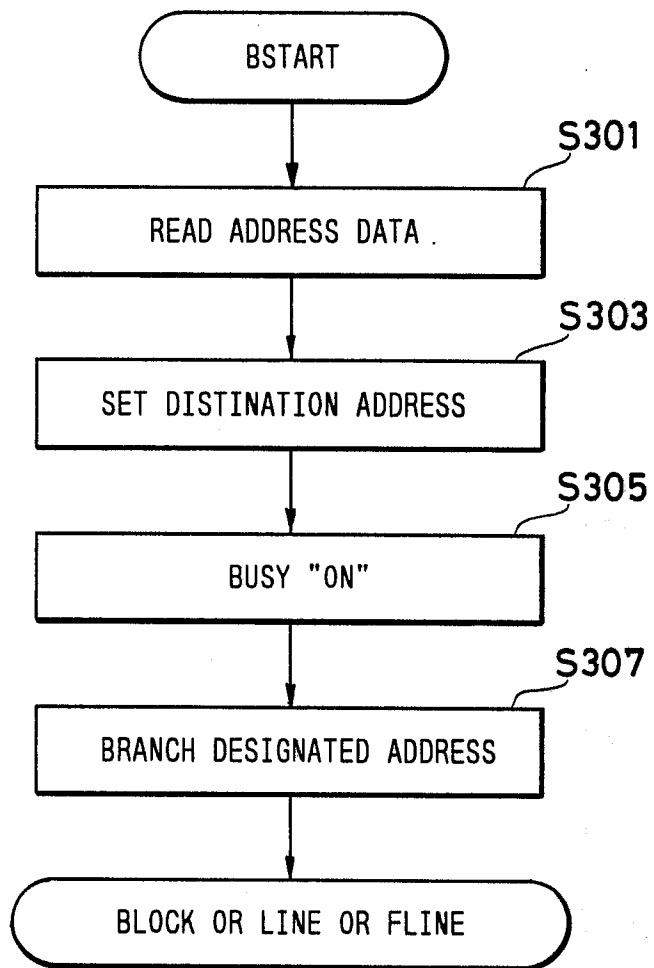 BSTART
S301
READ ADDRESS DATA
S303
SET DISTINATION ADDRESS
S305
BUSY "ON"
S307
BRANCH DESIGNATED ADDRESS
BLOCK OR LINE OR FLINE